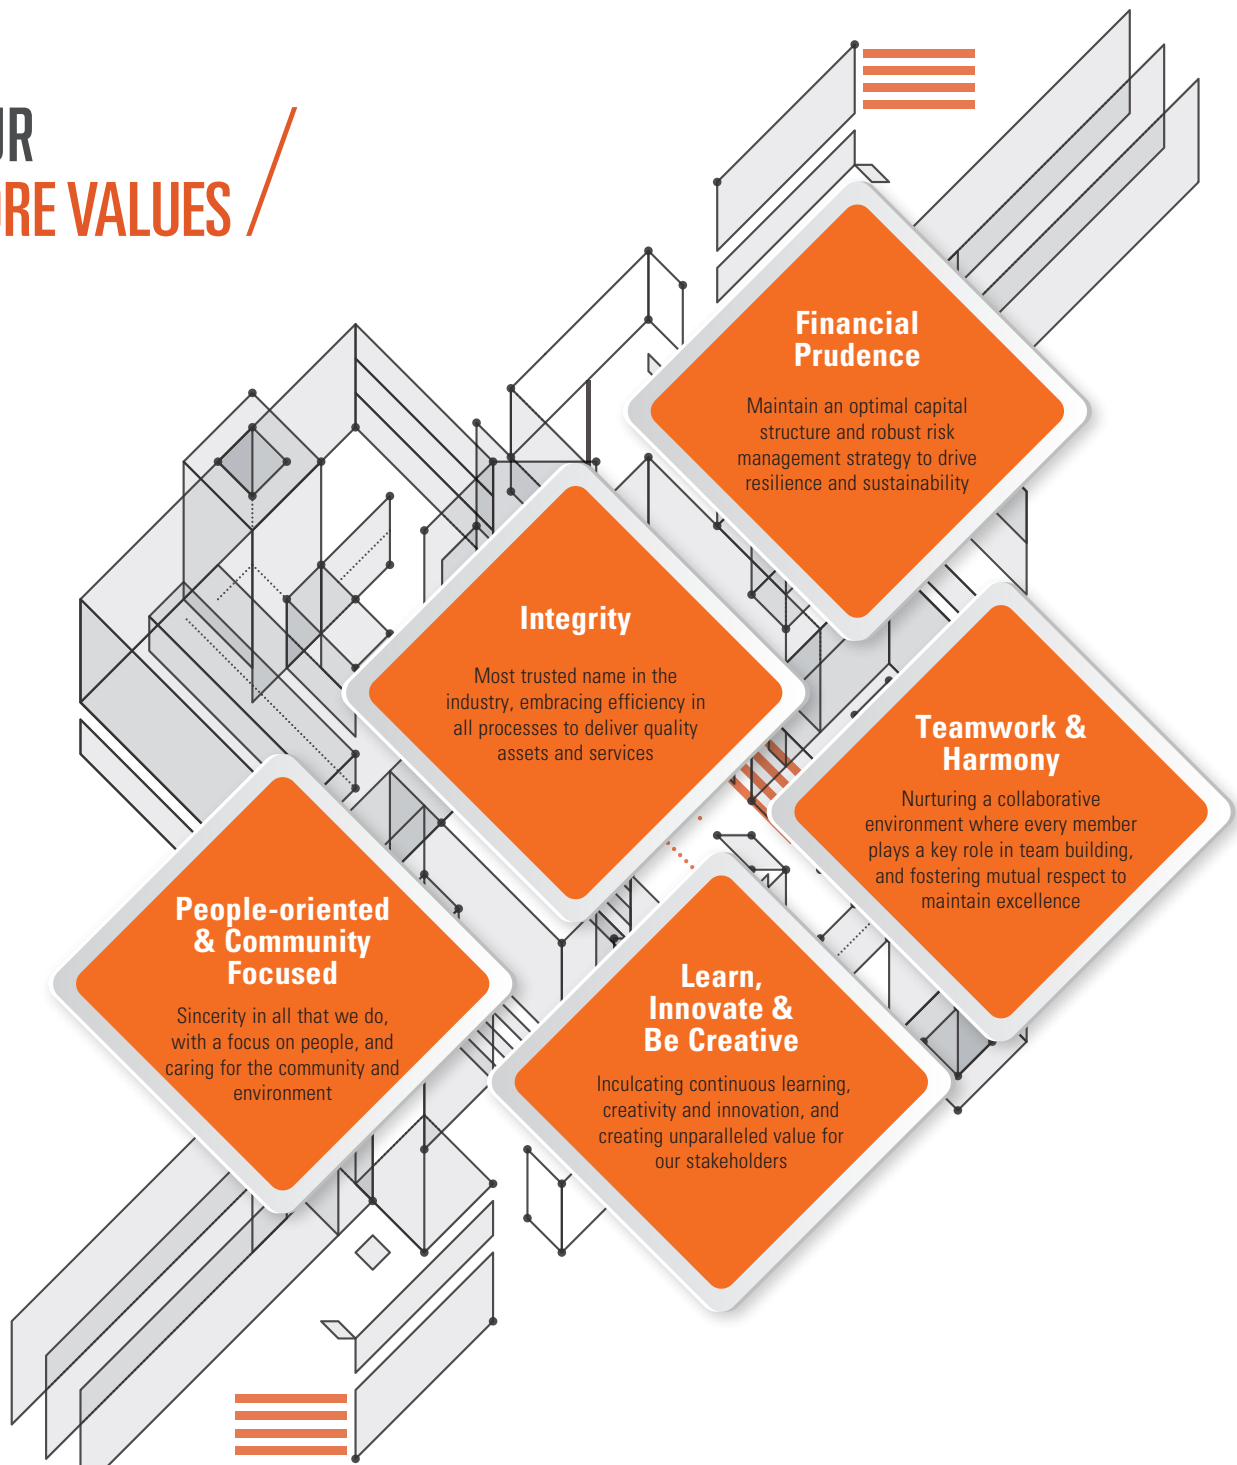 UR
ORE VALUES
Financial
Prudence
Maintain an optimal capital
structure and robust risk
management strategy to drive
resilience and sustainability
Integrity
Most trusted name in the
industry, embracing efficiency in
all processes to deliver quality
assets and services
Teamwork &
Harmony
Nurturing a collaborative
environment where every member
plays a key role in team building,
and fostering mutual respect to
maintain excellence
People-oriented
& Community
Focused
Sincerity in all that we do,
with a focus on people, and
caring for the community and
environment
Learn,
Innovate &
Be Creative
Inculcating continuous learning,
creativity and innovation, and
creating unparalleled value for
our stakeholders